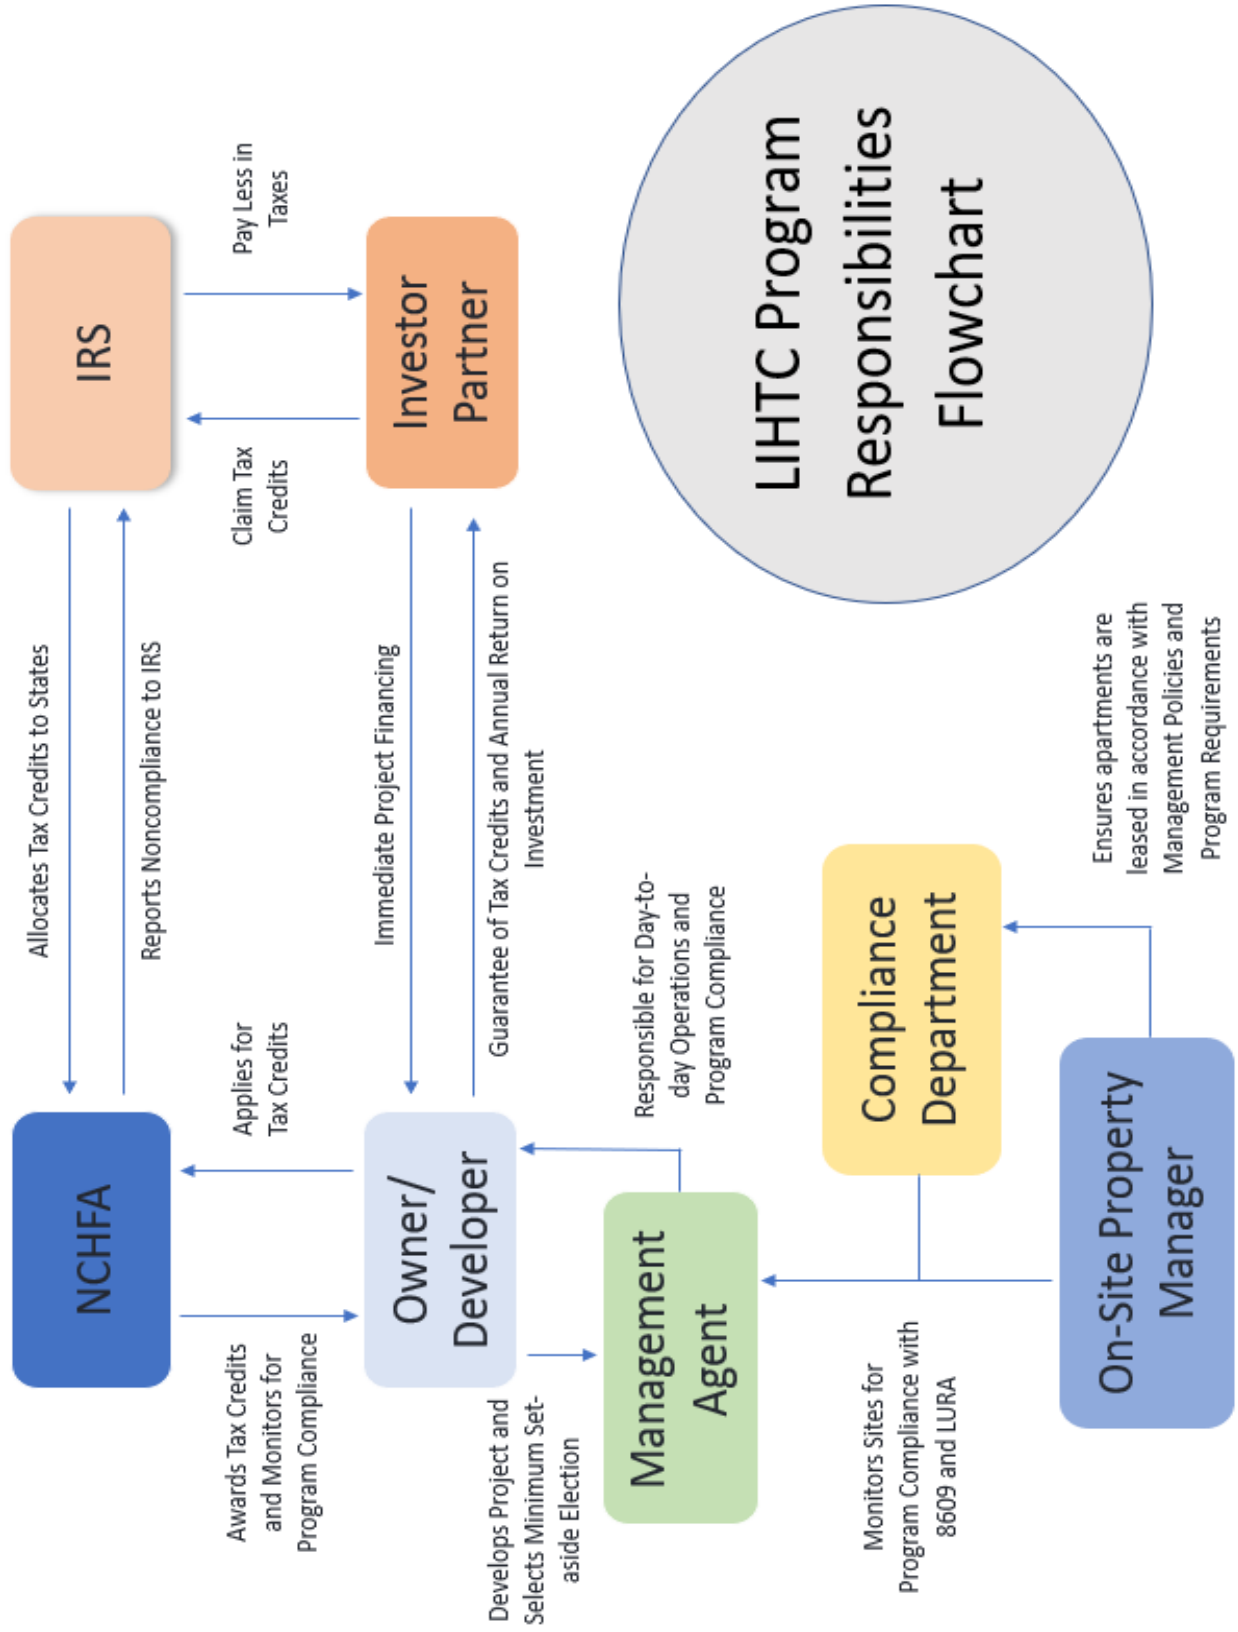 NCHFA
Allocates Tax Credits to States
Reports Noncompliance to IRS
IRS
Awards Tax Credits
and Monitors for
Program Compliance
Applies for
Tax Credits
Claim Tax
Credits
Pay Less in
Taxes
Owner/
Developer
Immediate Project Financing
Guarantee of Tax Credits and Annual Return on
Investment
Investor
Partner
Develops Project and
Selects Minimum Set-
aside Election
Responsible for Day-to-
day Operations and
Program Compliance
Management
Agent
LIHTC Program
Responsibilities
Flowchart
Monitors Sites for
Program Compliance with
8609 and LURA
Compliance
Department
On-Site Property
Manager
Ensures apartments are
leased in accordance with
Management Policies and
Program Requirements